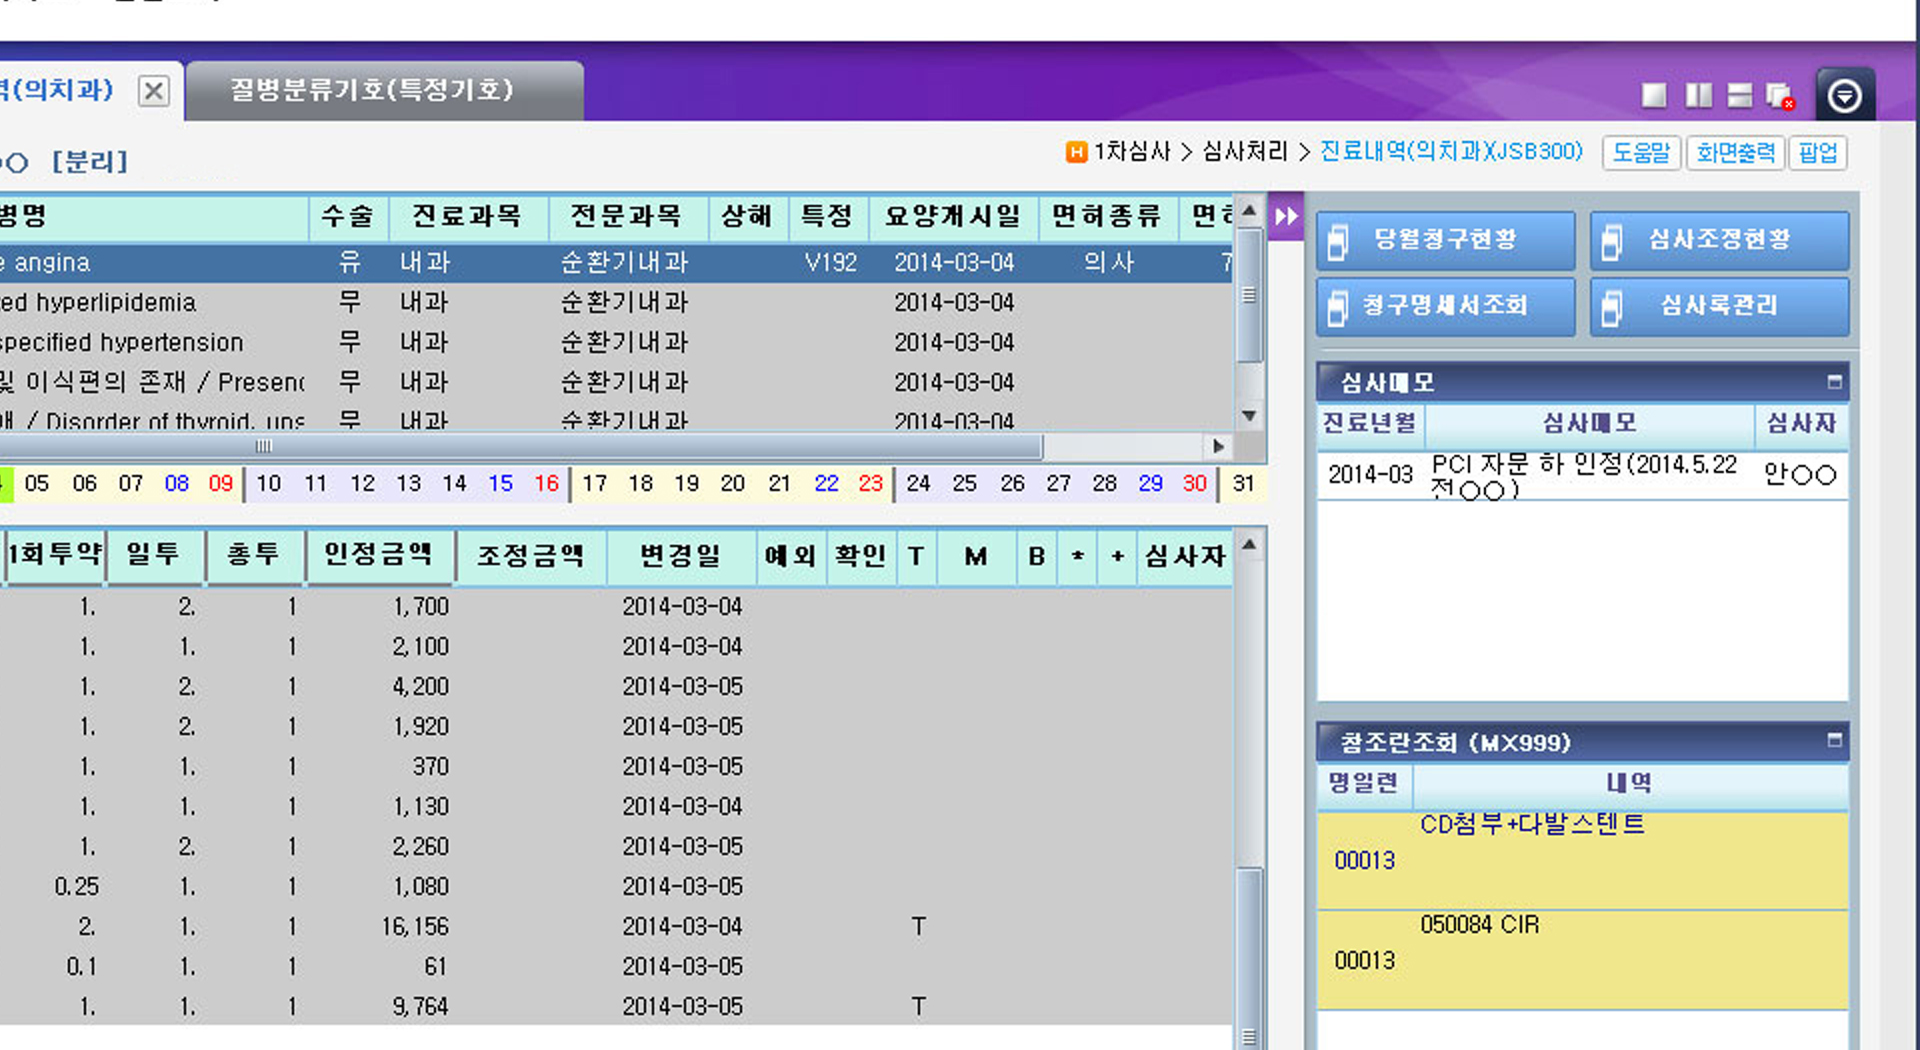 역(의치과)
질병분류기호(특정기호)
[분리]
1차심사 > 심사처리 > 진료내역(의치과)(JSB300)
도움말 화면출력 팝업
병명 수술 진료과목 전문과목 상해 특정 요양개시일 면허종류 면허
angina 유 내과 순환기내과 V192 2014-03-04 의사 7
ed hyperlipidemia 무 내과 순환기내과 2014-03-04
specified hypertension 무 내과 순환기내과 2014-03-04
및 이식편의 존재 / Presenc 무 내과 순환기내과 2014-03-04
애 / Disorder of thyroid, uns 무 내과 순환기내과 2014-03-04
05 06 07 08 09 10 11 12 13 14 15 16 17 18 19 20 21 22 23 24 25 26 27 28 29 30 31
1회투약 일투 총투 인정금액 조정금액 변경일 예외 확인 T M B * + 심사자
1. 2. 1 1,700 2014-03-04
1. 1. 1 2,100 2014-03-04
1. 2. 1 4,200 2014-03-05
1. 2. 1 1,920 2014-03-05
1. 1. 1 370 2014-03-05
1. 1. 1 1,130 2014-03-04
1. 2. 1 2,260 2014-03-05
0.25 1. 1 1,080 2014-03-05
2. 1. 1 16,156 2014-03-04 T
0.1 1. 1 61 2014-03-05
1. 1. 1 9,764 2014-03-05 T
당월청구현황 심사조정현황
청구명세서조회 심사록관리
심사메모
진료년월 심사메모 심사자
2014-03 PCI 자문 하 인정(2014.5.22 안○○
전○○)
참조란조회 (MX999)
명일련 내역
CD첨부+다발스텐트
00013
050084 CIR
00013